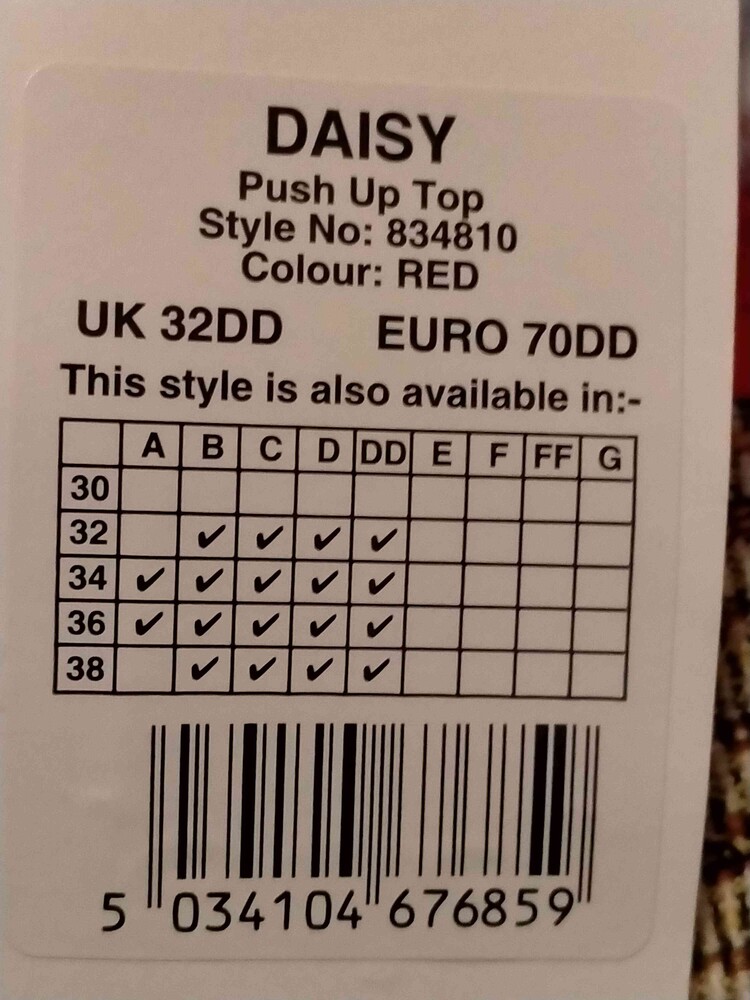 DAISY
Push Up Top
Style No: 834810
Colour: RED
UK 32DD EURO 70DD
This style is also available in:-
A B C D DD E F FF G
30
32 ✔ ✔ ✔ ✔
34 ✔ ✔ ✔ ✔ ✔
36 ✔ ✔ ✔ ✔ ✔
38 ✔ ✔ ✔ ✔
5 034104 676859